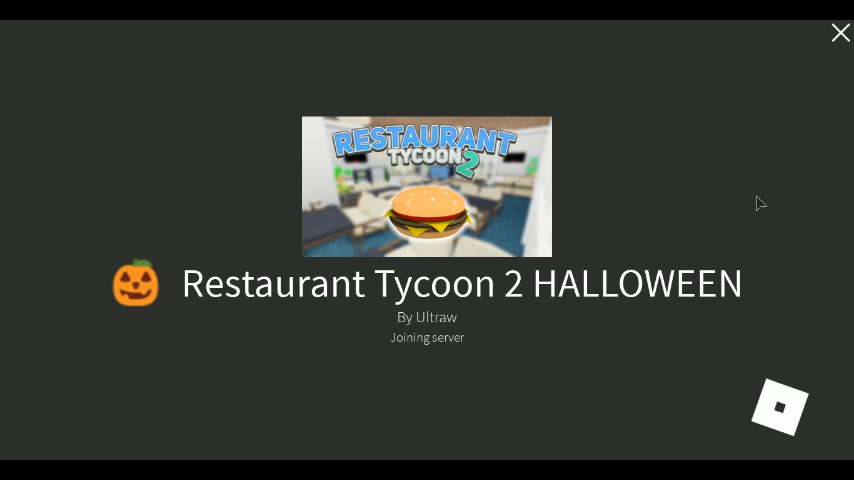 RESTAURANT
TYCOON 2
Restaurant Tycoon 2 HALLOWEEN
By Ultraw
Joining server